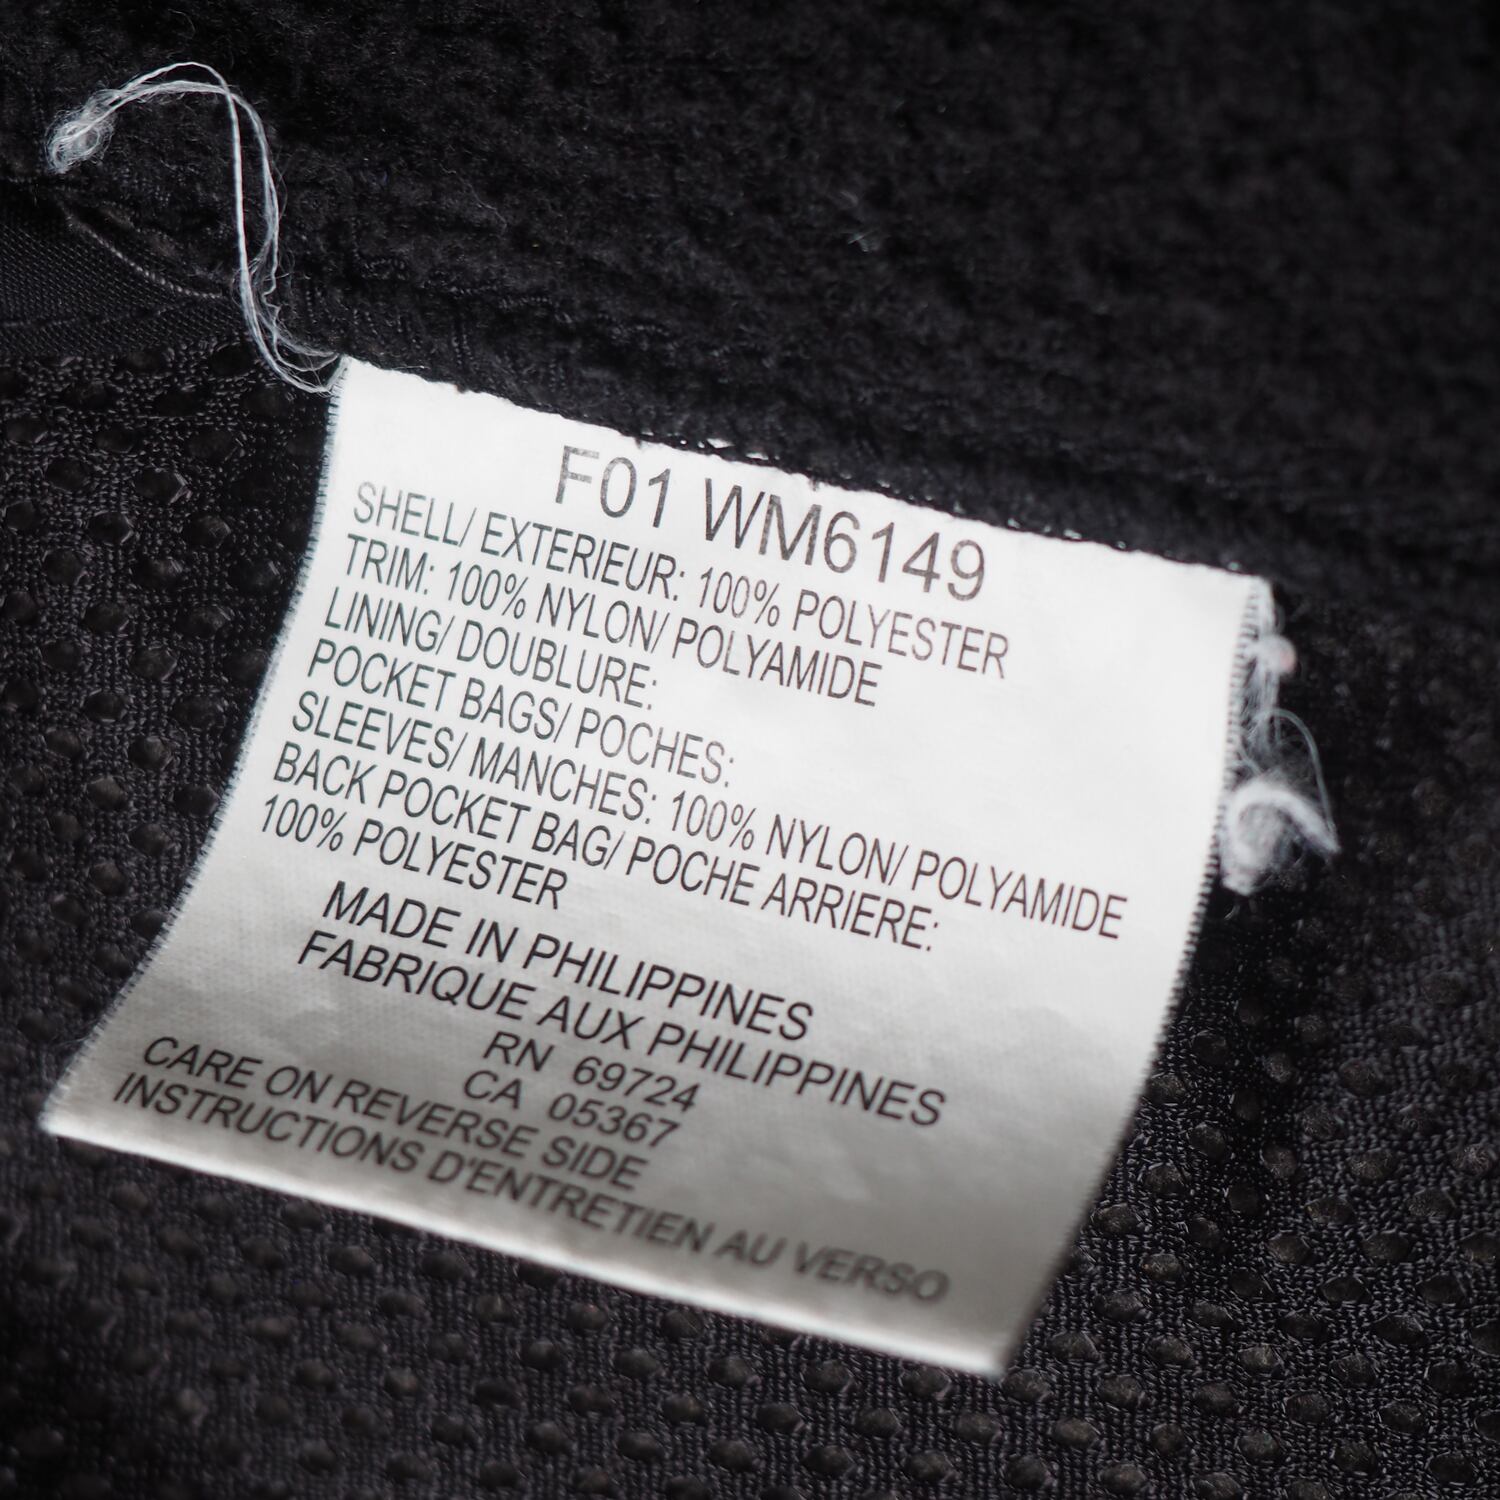 F01 WM6149
SHELL/ EXTERIEUR: 100% POLYESTER
TRIM: 100% NYLON/ POLYAMIDE
LINING/ DOUBLURE:
POCKET BAGS/ POCHES:
SLEEVES/ MANCHES: 100% NYLON/ POLYAMIDE
BACK POCKET BAG/ POCHE ARRIERE:
100% POLYESTER
MADE IN PHILIPPINES
FABRIQUE AUX PHILIPPINES
RN 69724
CA 05367
CARE ON REVERSE SIDE
INSTRUCTIONS D'ENTRETIEN AU VERSO